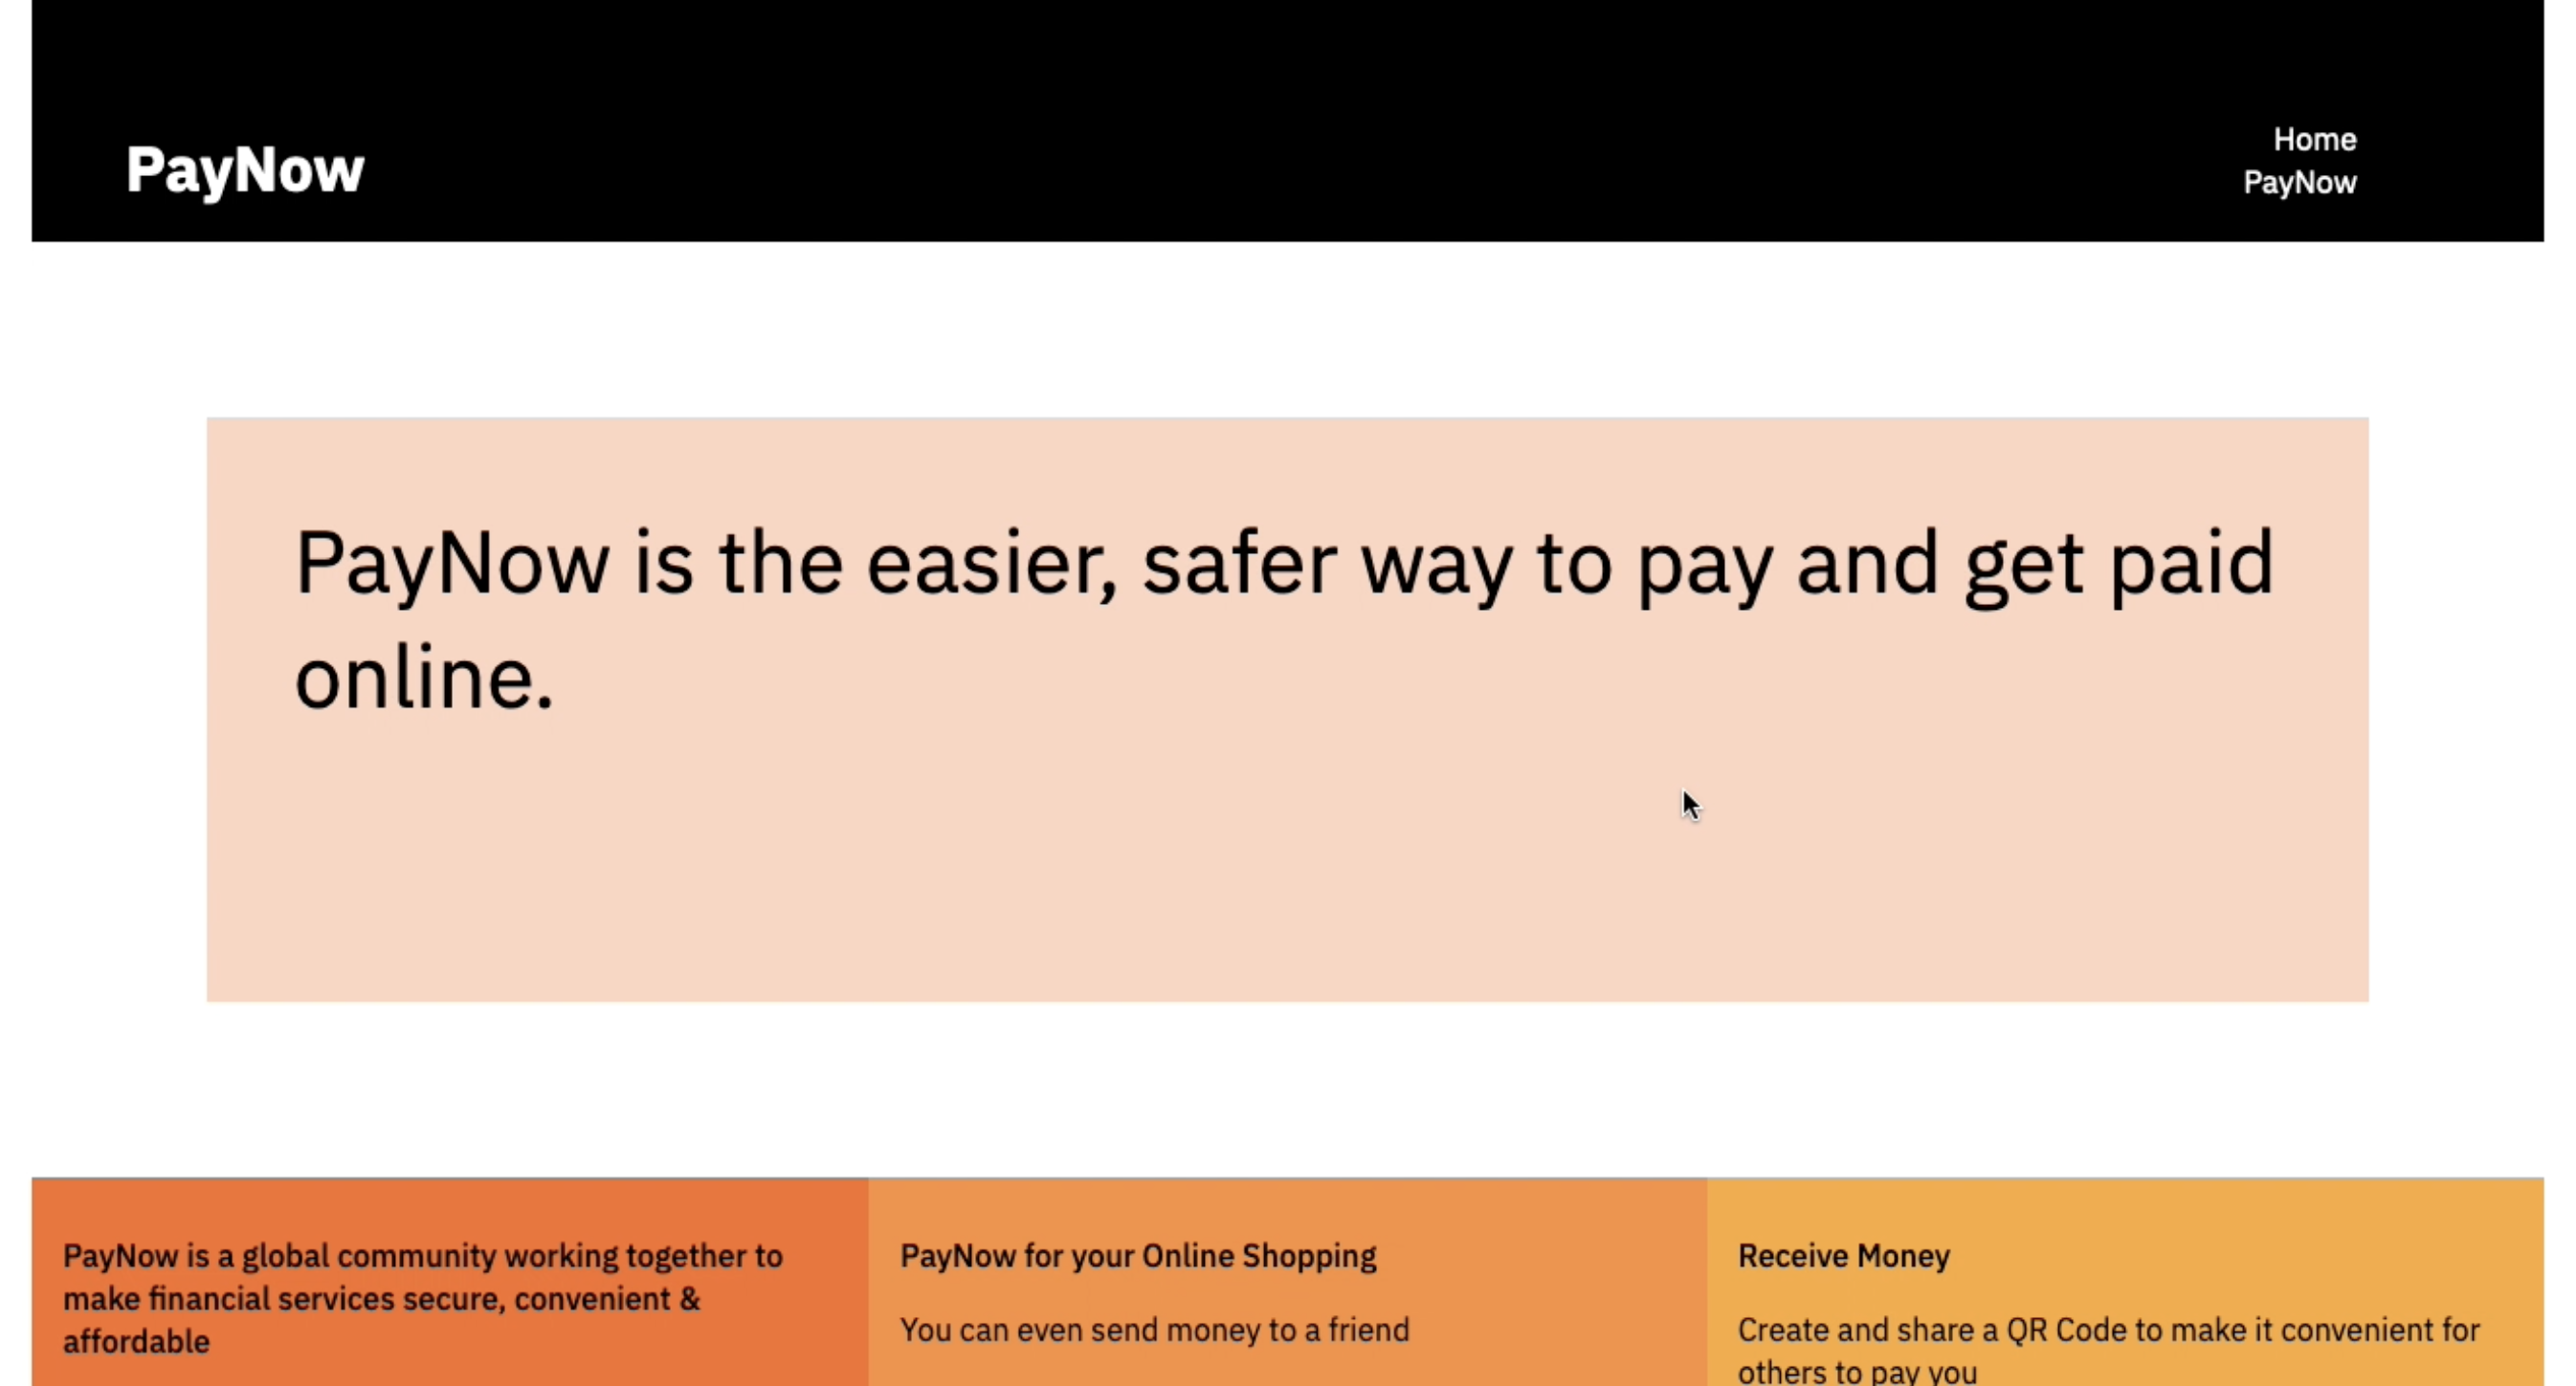 PayNow
Home
PayNow
PayNow is the easier, safer way to pay and get paid
online.
PayNow is a global community working together to
make financial services secure, convenient &
affordable
PayNow for your Online Shopping
You can even send money to a friend
Receive Money
Create and share a QR Code to make it convenient for
others to pay you